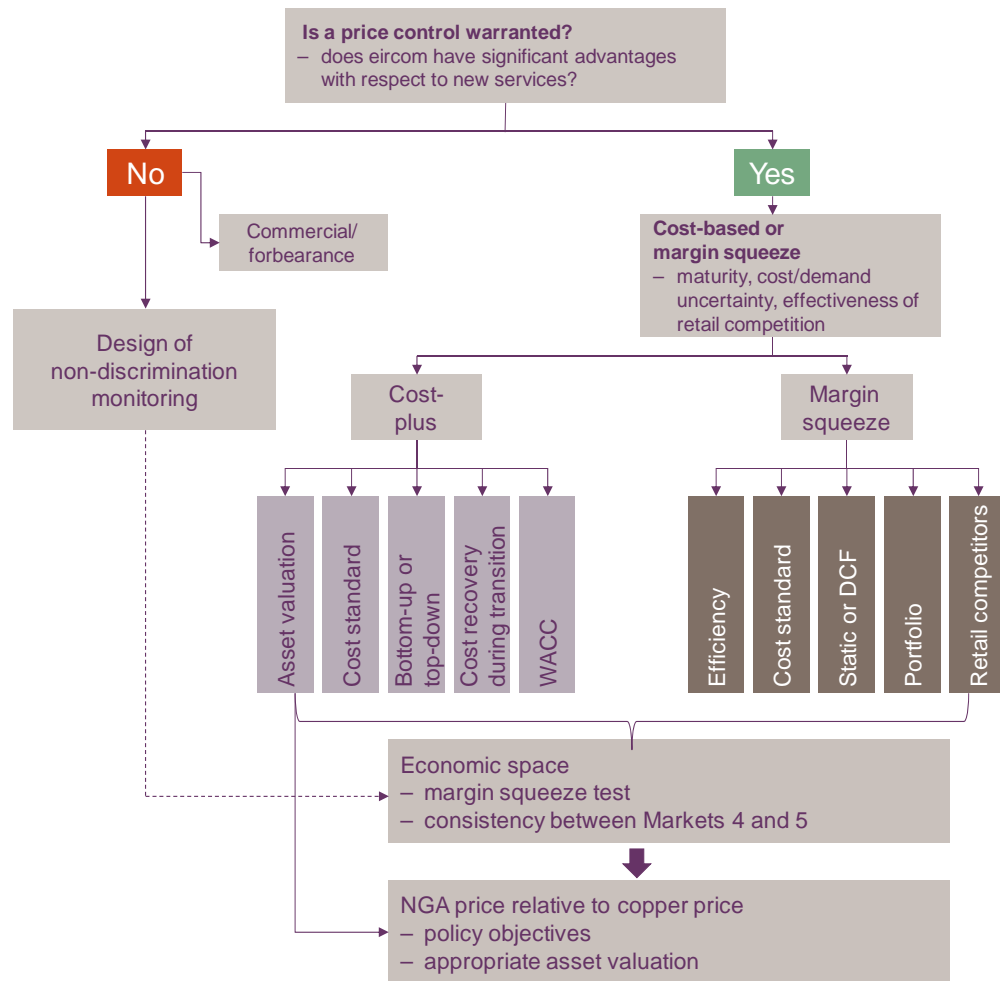 Is a price control warranted?
– does eircom have significant advantages
with respect to new services?
No
Yes
Commercial/
forbearance
Cost-based or
margin squeeze
– maturity, cost/demand
uncertainty, effectiveness of
retail competition
Design of
non-discrimination
monitoring
Cost-
plus
Margin
squeeze
Asset valuation
Cost standard
Bottom-up or
top-down
Cost recovery
during transition
WACC
Efficiency
Cost standard
Static or DCF
Portfolio
Retail competitors
Economic space
– margin squeeze test
– consistency between Markets 4 and 5
NGA price relative to copper price
– policy objectives
– appropriate asset valuation